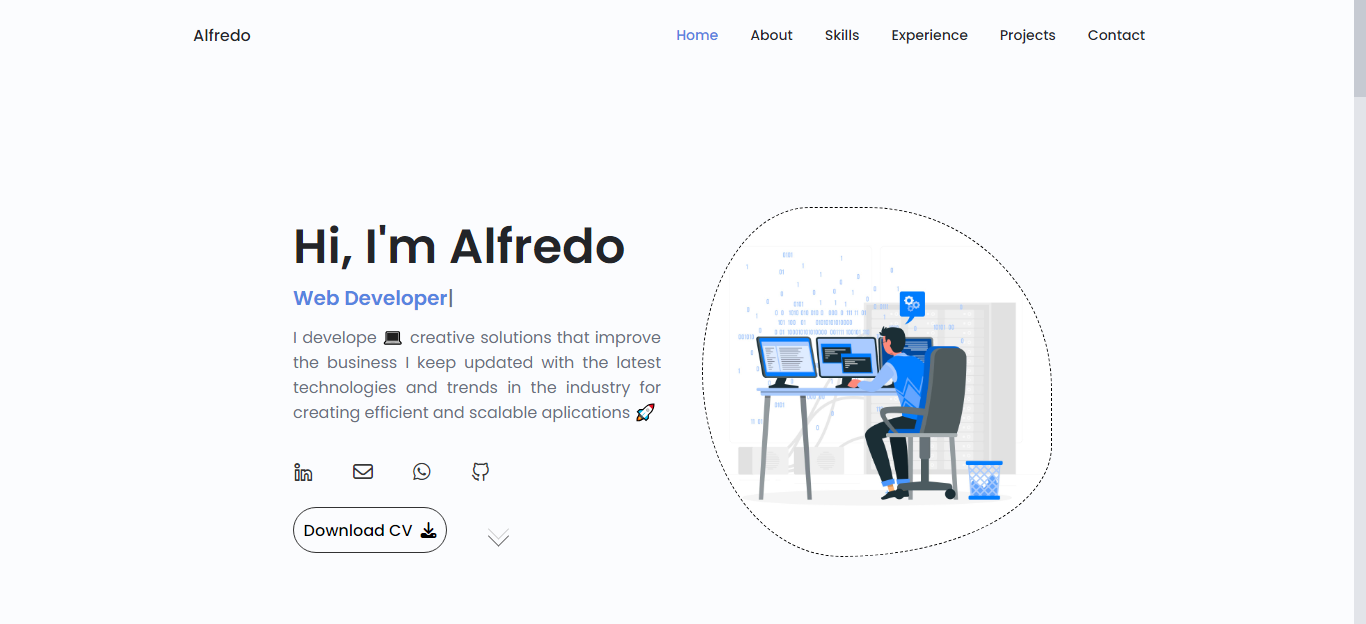 Alfredo
Home About Skills Experience Projects Contact
Hi, I'm Alfredo
Web Developer|
I develope 💻 creative solutions that improve
the business I keep updated with the latest
technologies and trends in the industry for
creating efficient and scalable aplications 🚀
Download CV